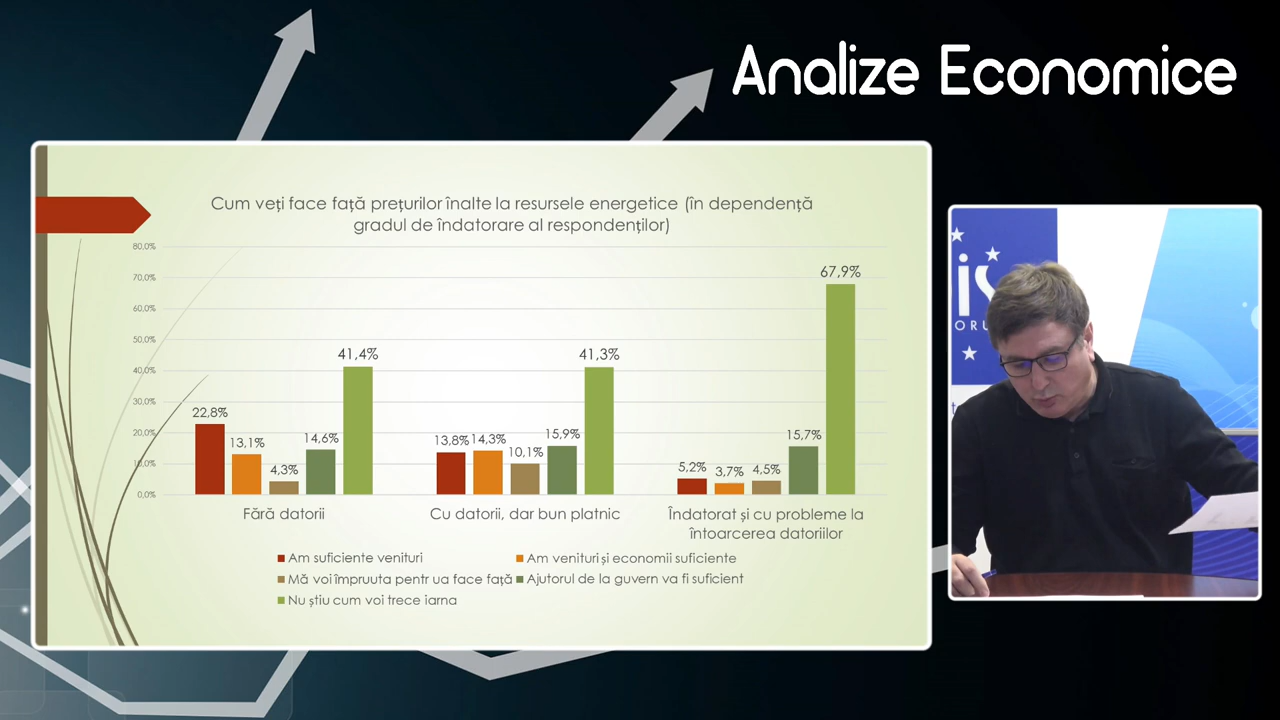 Analize Economice
Cum veți face față prețurilor înalte la resursele energetice (în dependență
gradul de îndatorare al respondenților)
80,0%
70,0%
60,0%
50,0%
40,0%
30,0%
20,0%
10,0%
0,0%
22,8%
13,1%
4,3%
14,6%
41,4%
13,8%
14,3%
10,1%
15,9%
41,3%
5,2%
3,7%
4,5%
15,7%
67,9%
Fără datorii
Cu datorii, dar bun platnic
Îndatorat și cu probleme la
întoarcerea datoriilor
Am suficiente venituri
Am venituri și economii suficiente
Mă voi împruuta pentr ua face față
Ajutorul de la guvern va fi suficient
Nu știu cum voi trece iarna